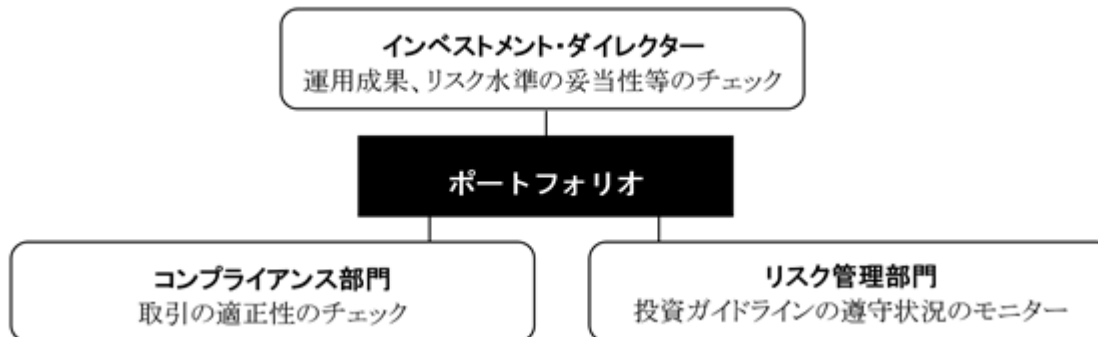 インベストメント・ダイレクター
運用成果、リスク水準の妥当性等のチェック
ポートフォリオ
コンプライアンス部門
取引の適正性のチェック
リスク管理部門
投資ガイドラインの遵守状況のモニター